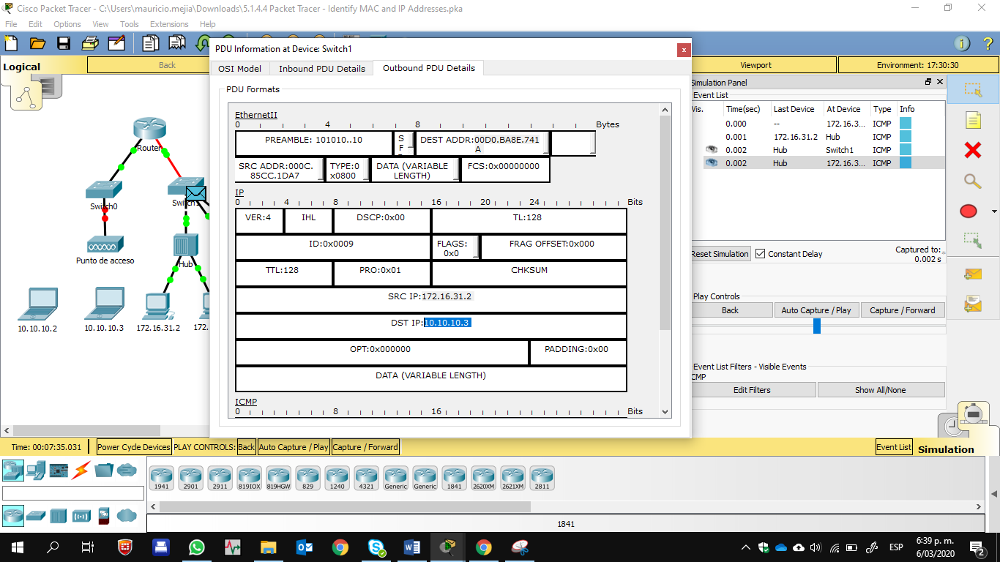 Cisco Packet Tracer - C:\Users\mauricio.mejia\Downloads\5.1.4.4 Packet Tracer - Identify MAC and IP Addresses.pka
File Edit Options View Tools Extensions Help
PDU Information at Device: Switch1
x
OSI Model Inbound PDU Details Outbound PDU Details
Logical
Back
Viewport
Environment: 17:30:30
PDU Formats
EthernetII
0 4 8 Bytes
PREAMBLE: 101010..10
S
F
DEST ADDR:00D0.BA8E.741
A
SRC ADDR:000C.
85CC.1DA7
TYPE:0
x0800
DATA (VARIABLE
LENGTH)
FCS:0x00000000
IP
0 4 8 16 20 24 Bits
VER:4 IHL DSCP:0x00 TL:128
ID:0x0009
FLAGS:
0x0
FRAG OFFSET:0x000
TTL:128 PRO:0x01 CHKSUM
SRC IP:172.16.31.2
DST IP:10.10.10.3
OPT:0x000000 PADDING:0x00
DATA (VARIABLE LENGTH)
ICMP
0 8 16 Bits
Router
Switch0
Punto de acceso
Hub
10.10.10.2
10.10.10.3
172.16.31.2
172.
Simulation Panel
Event List
Vis. Time(sec) Last Device At Device Type Info
0.000 -- 172.16.3... ICMP
0.001 172.16.31.2 Hub ICMP
0.002 Hub Switch1 ICMP
0.002 Hub 172.16.3... ICMP
Reset Simulation
Constant Delay
Captured to:
0.002 s
Play Controls
Back Auto Capture / Play Capture / Forward
Event List Filters - Visible Events
ICMP
Edit Filters Show All/None
Time: 00:07:35.031 Power Cycle Devices PLAY CONTROLS: Back Auto Capture / Play Capture / Forward Event List Simulation
1941 2901 2911 819IOX 819HGW 829 1240 4321 Generic Generic 1841 2620XM 2621XM 2811
1841
ESP
6:39 p. m.
6/03/2020
2